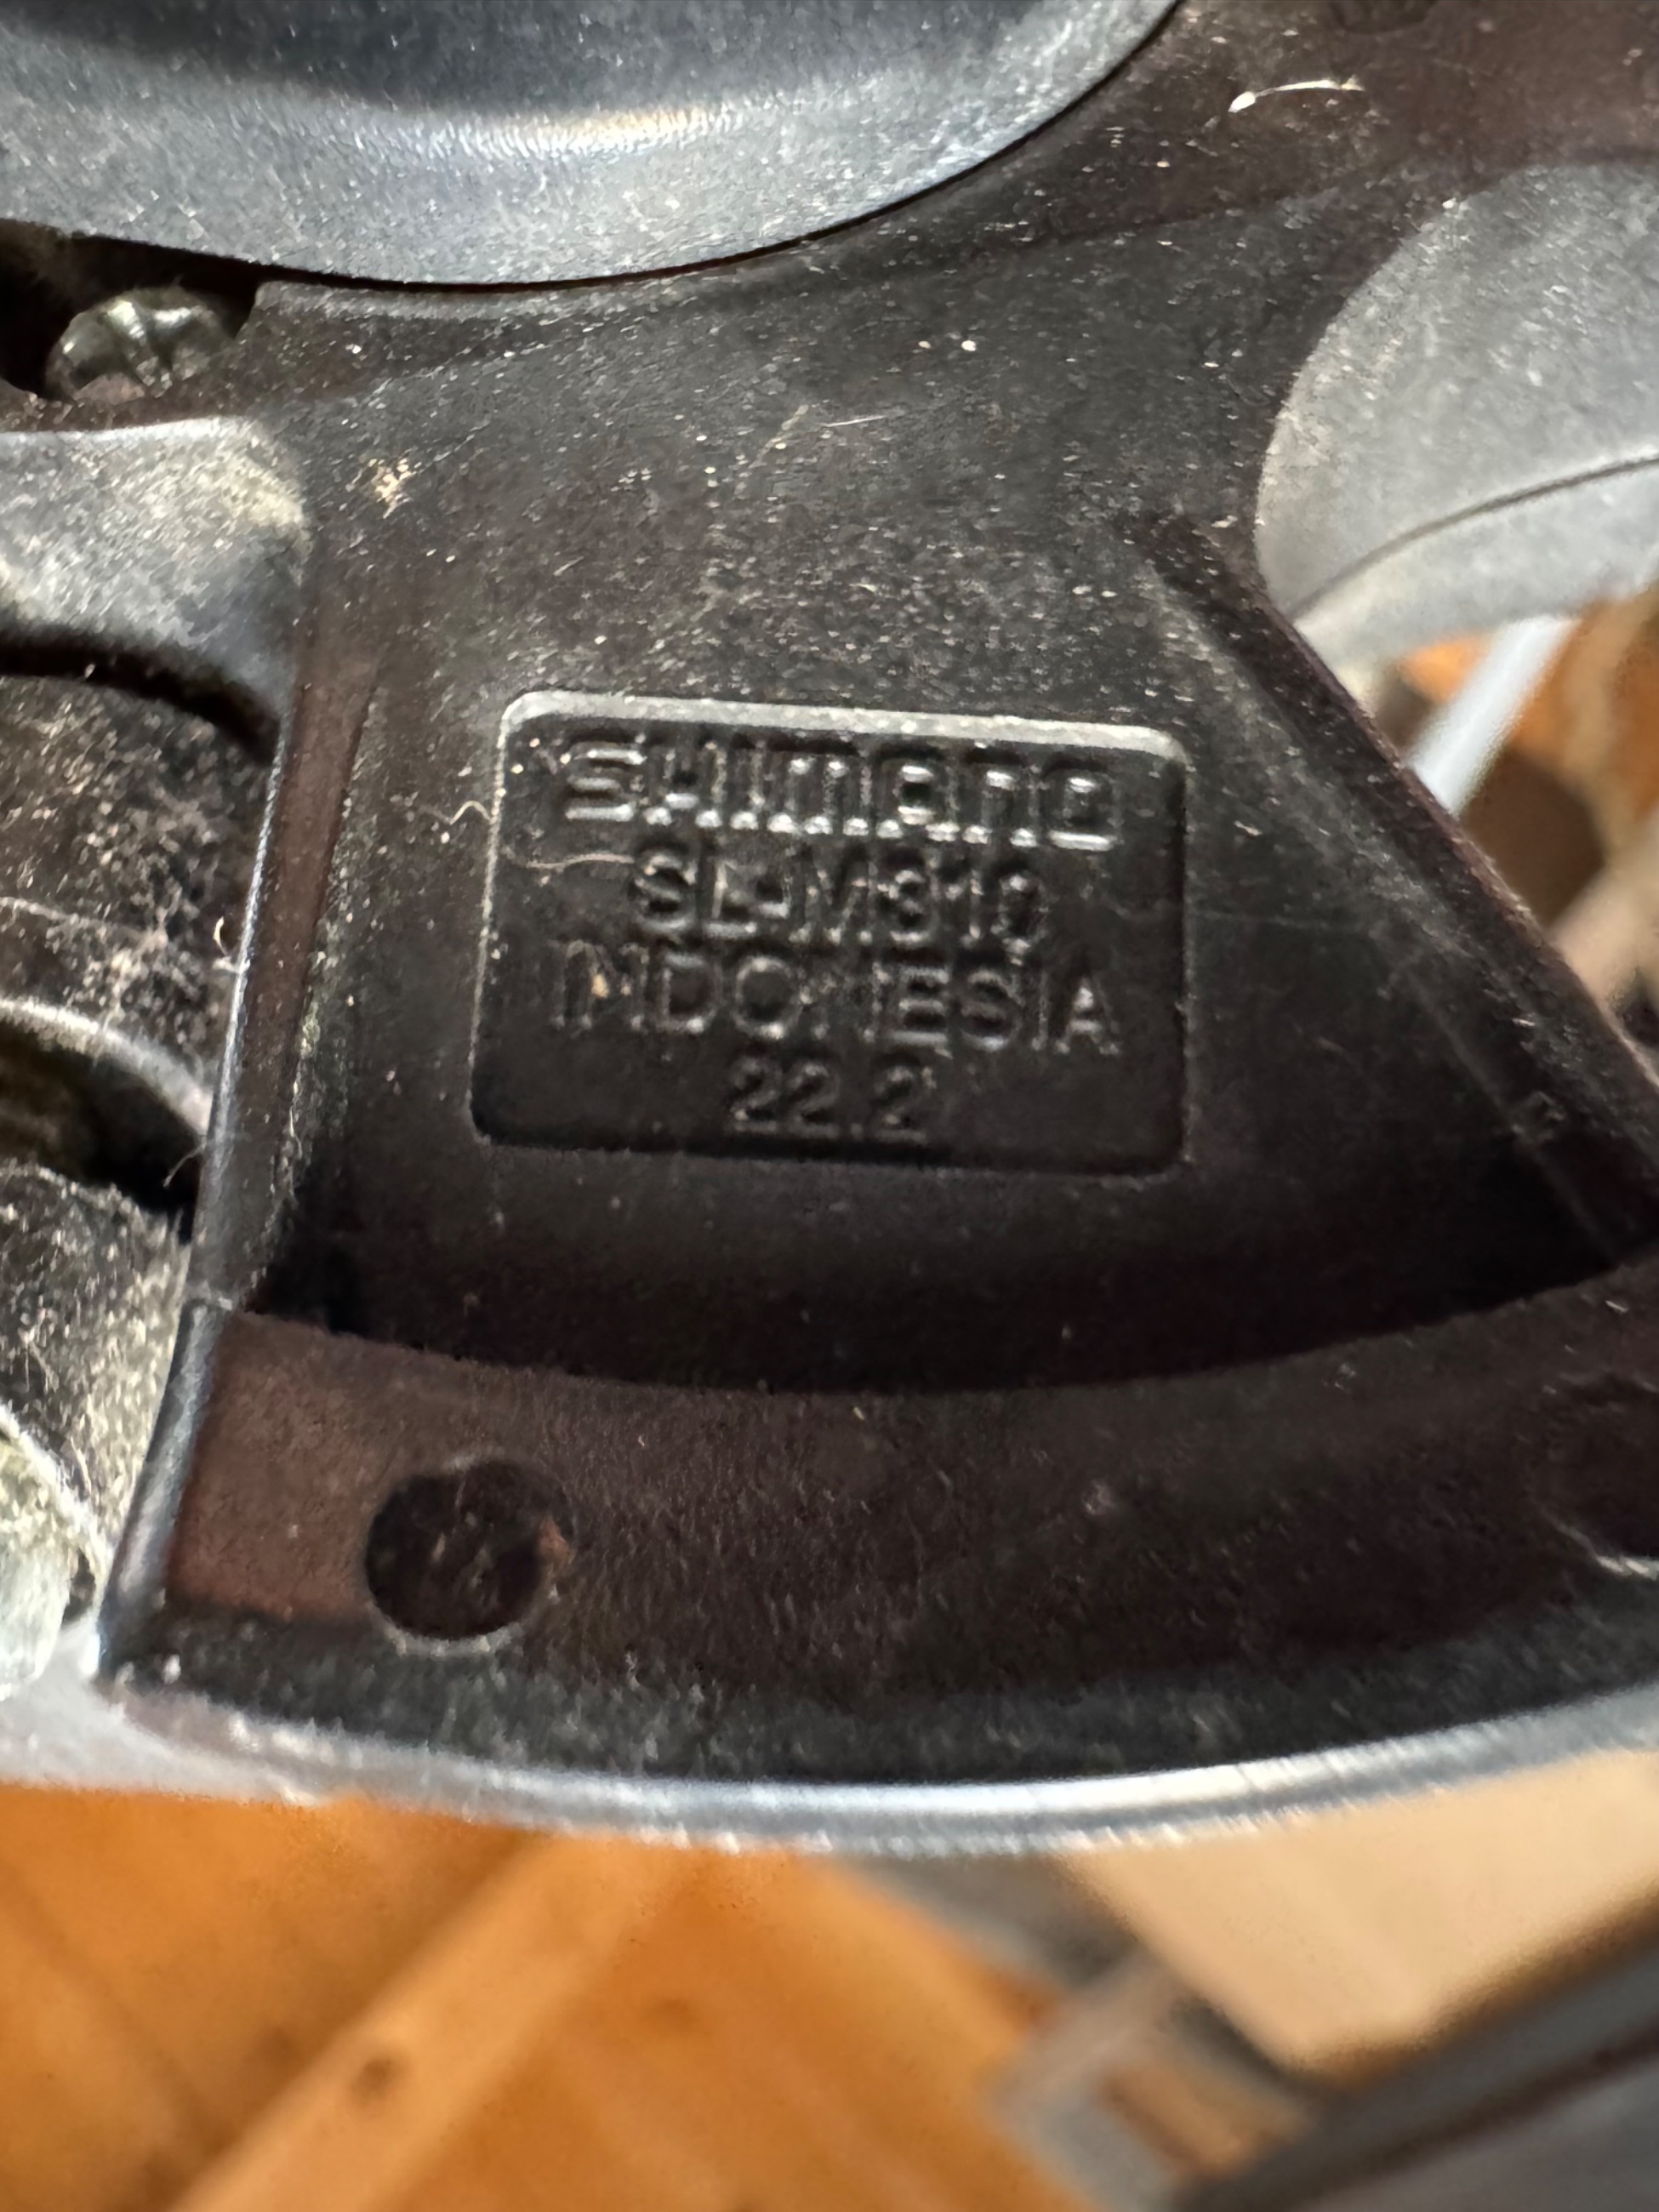 SHIMANO
SL-M310
INDONESIA
22.2